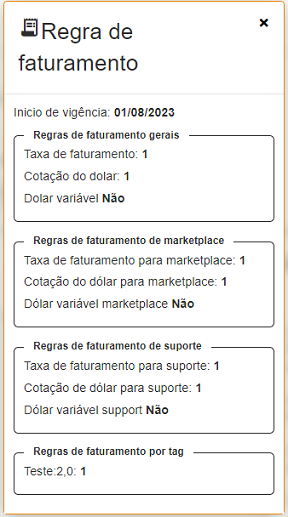 Regra de
faturamento
Inicio de vigência: 01/08/2023
Regras de faturamento gerais
Taxa de faturamento: 1
Cotação do dolar: 1
Dolar variável Não
Regras de faturamento de marketplace
Taxa de faturamento para marketplace: 1
Cotação do dólar para marketplace: 1
Dólar variável marketplace Não
Regras de faturamento de suporte
Taxa de faturamento para suporte: 1
Cotação de dólar para suporte: 1
Dólar variável support Não
Regras de faturamento por tag
Teste:2,0: 1